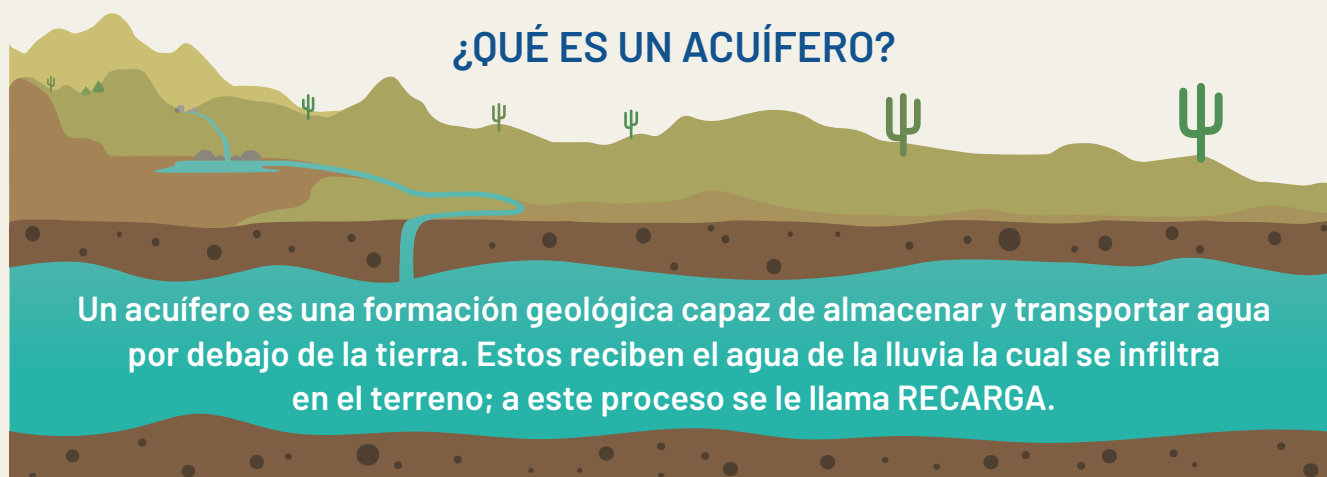 ¿QUÉ ES UN ACUÍFERO?
Un acuífero es una formación geológica capaz de almacenar y transportar agua
por debajo de la tierra. Estos reciben el agua de la lluvia la cual se infiltra
en el terreno; a este proceso se le llama RECARGA.